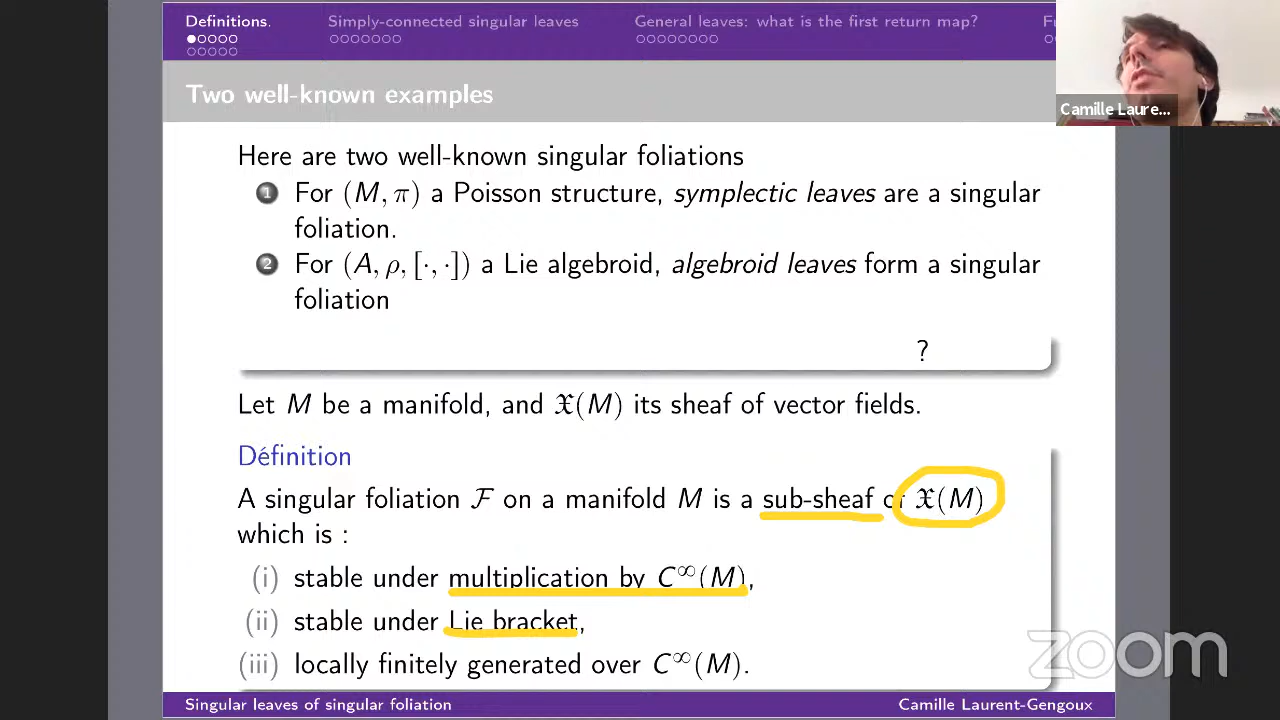 Definitions.
Simply-connected singular leaves
General leaves: what is the first return map?
Two well-known examples
Camille Laure...
Here are two well-known singular foliations
1 For (M, π) a Poisson structure, symplectic leaves are a singular
foliation.
2 For (A, ρ, [·, ·]) a Lie algebroid, algebroid leaves form a singular
foliation
?
Let M be a manifold, and 𝔛(M) its sheaf of vector fields.
Définition
A singular foliation ℱ on a manifold M is a sub-sheaf of 𝔛(M)
which is :
(i) stable under multiplication by C∞(M),
(ii) stable under Lie bracket,
(iii) locally finitely generated over C∞(M).
zoom
Singular leaves of singular foliation
Camille Laurent-Gengoux